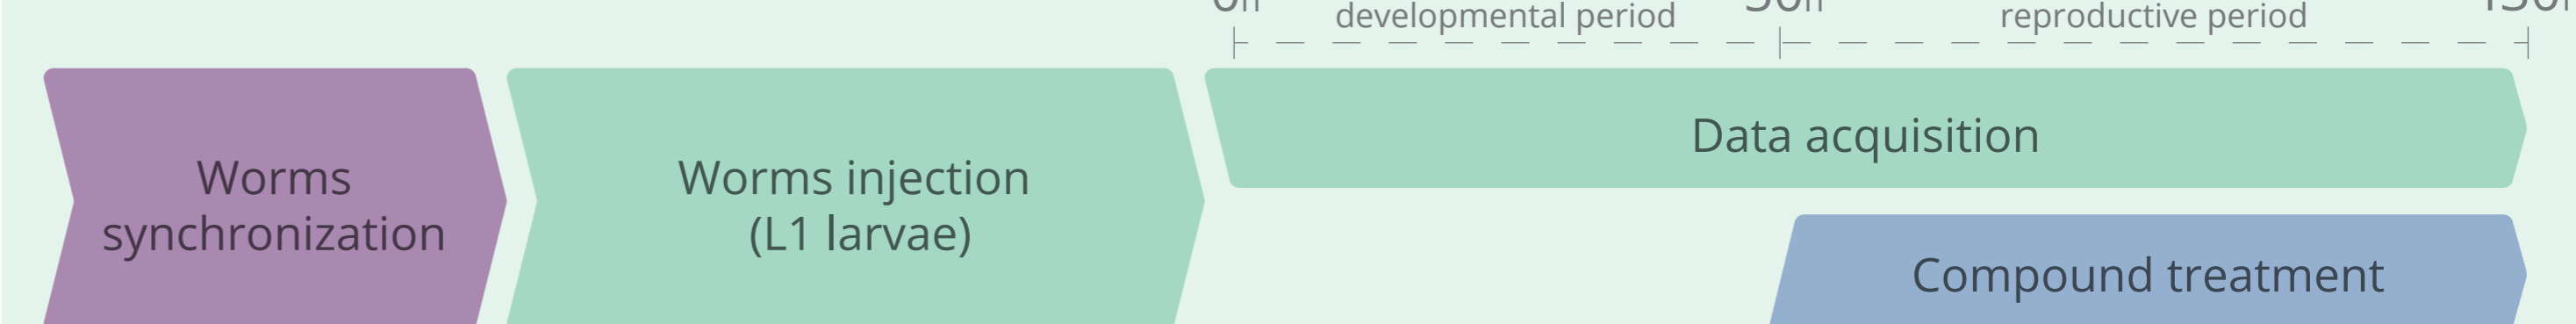 developmental period
reproductive period
Worms
synchronization
Worms injection
(L1 larvae)
Data acquisition
Compound treatment